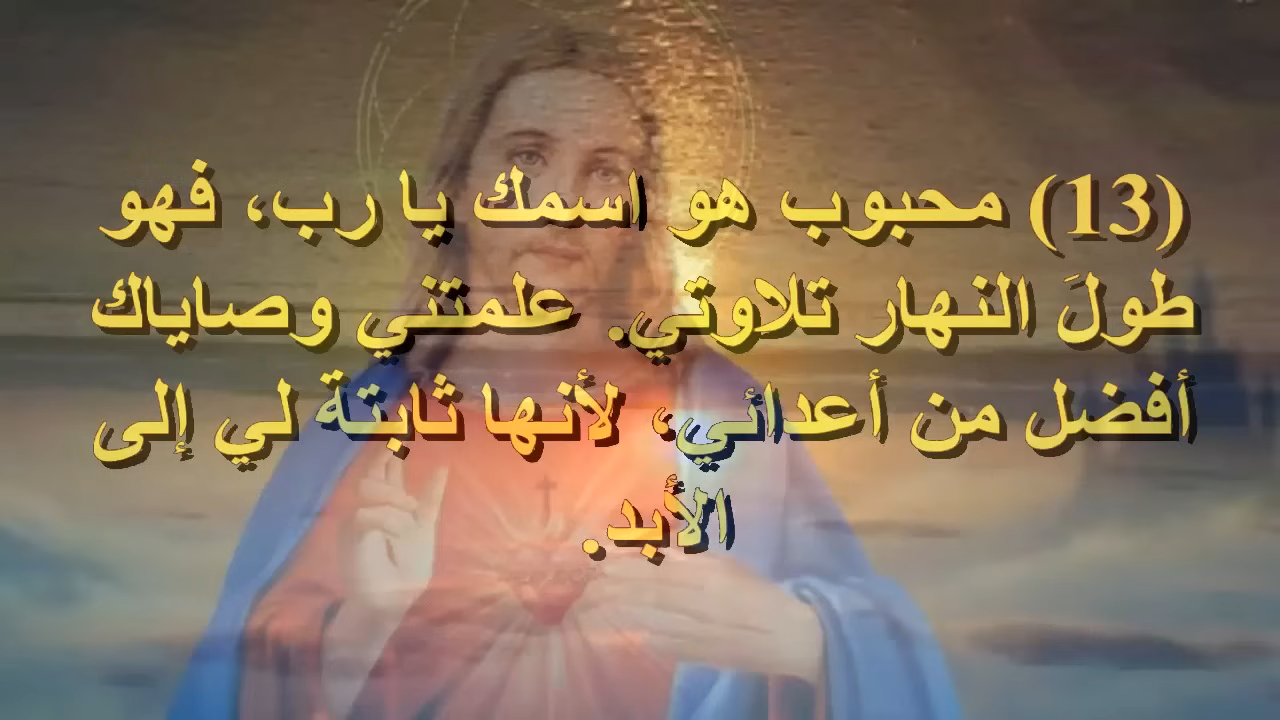 (13) محبوب هو اسمك يا رب، فهو
طولَ النهار تلاوتي. علمتني وصاياك
أفضل من أعدائي، لأنها ثابتة لي إلى
الأبد.